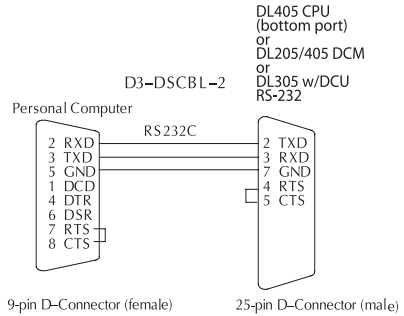 DL405 CPU
(bottom port)
or
DL205/405 DCM
or
DL305 w/DCU
RS-232
D3–DSCBL–2
Personal Computer
RS232C
2 RXD
3 TXD
5 GND
1 DCD
4 DTR
6 DSR
7 RTS
8 CTS
2 TXD
3 RXD
7 GND
4 RTS
5 CTS
9-pin D–Connector (female)
25-pin D–Connector (male)